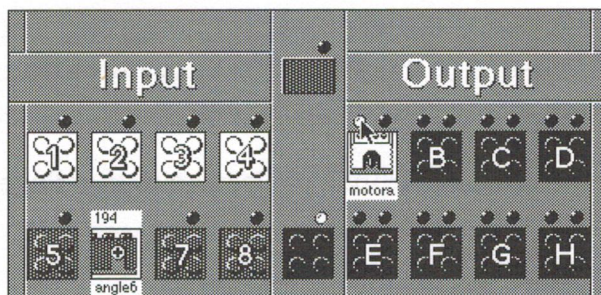 Input Output
1 2 3 4 B C D
motora
194
5 7 8 E F G H
angle6